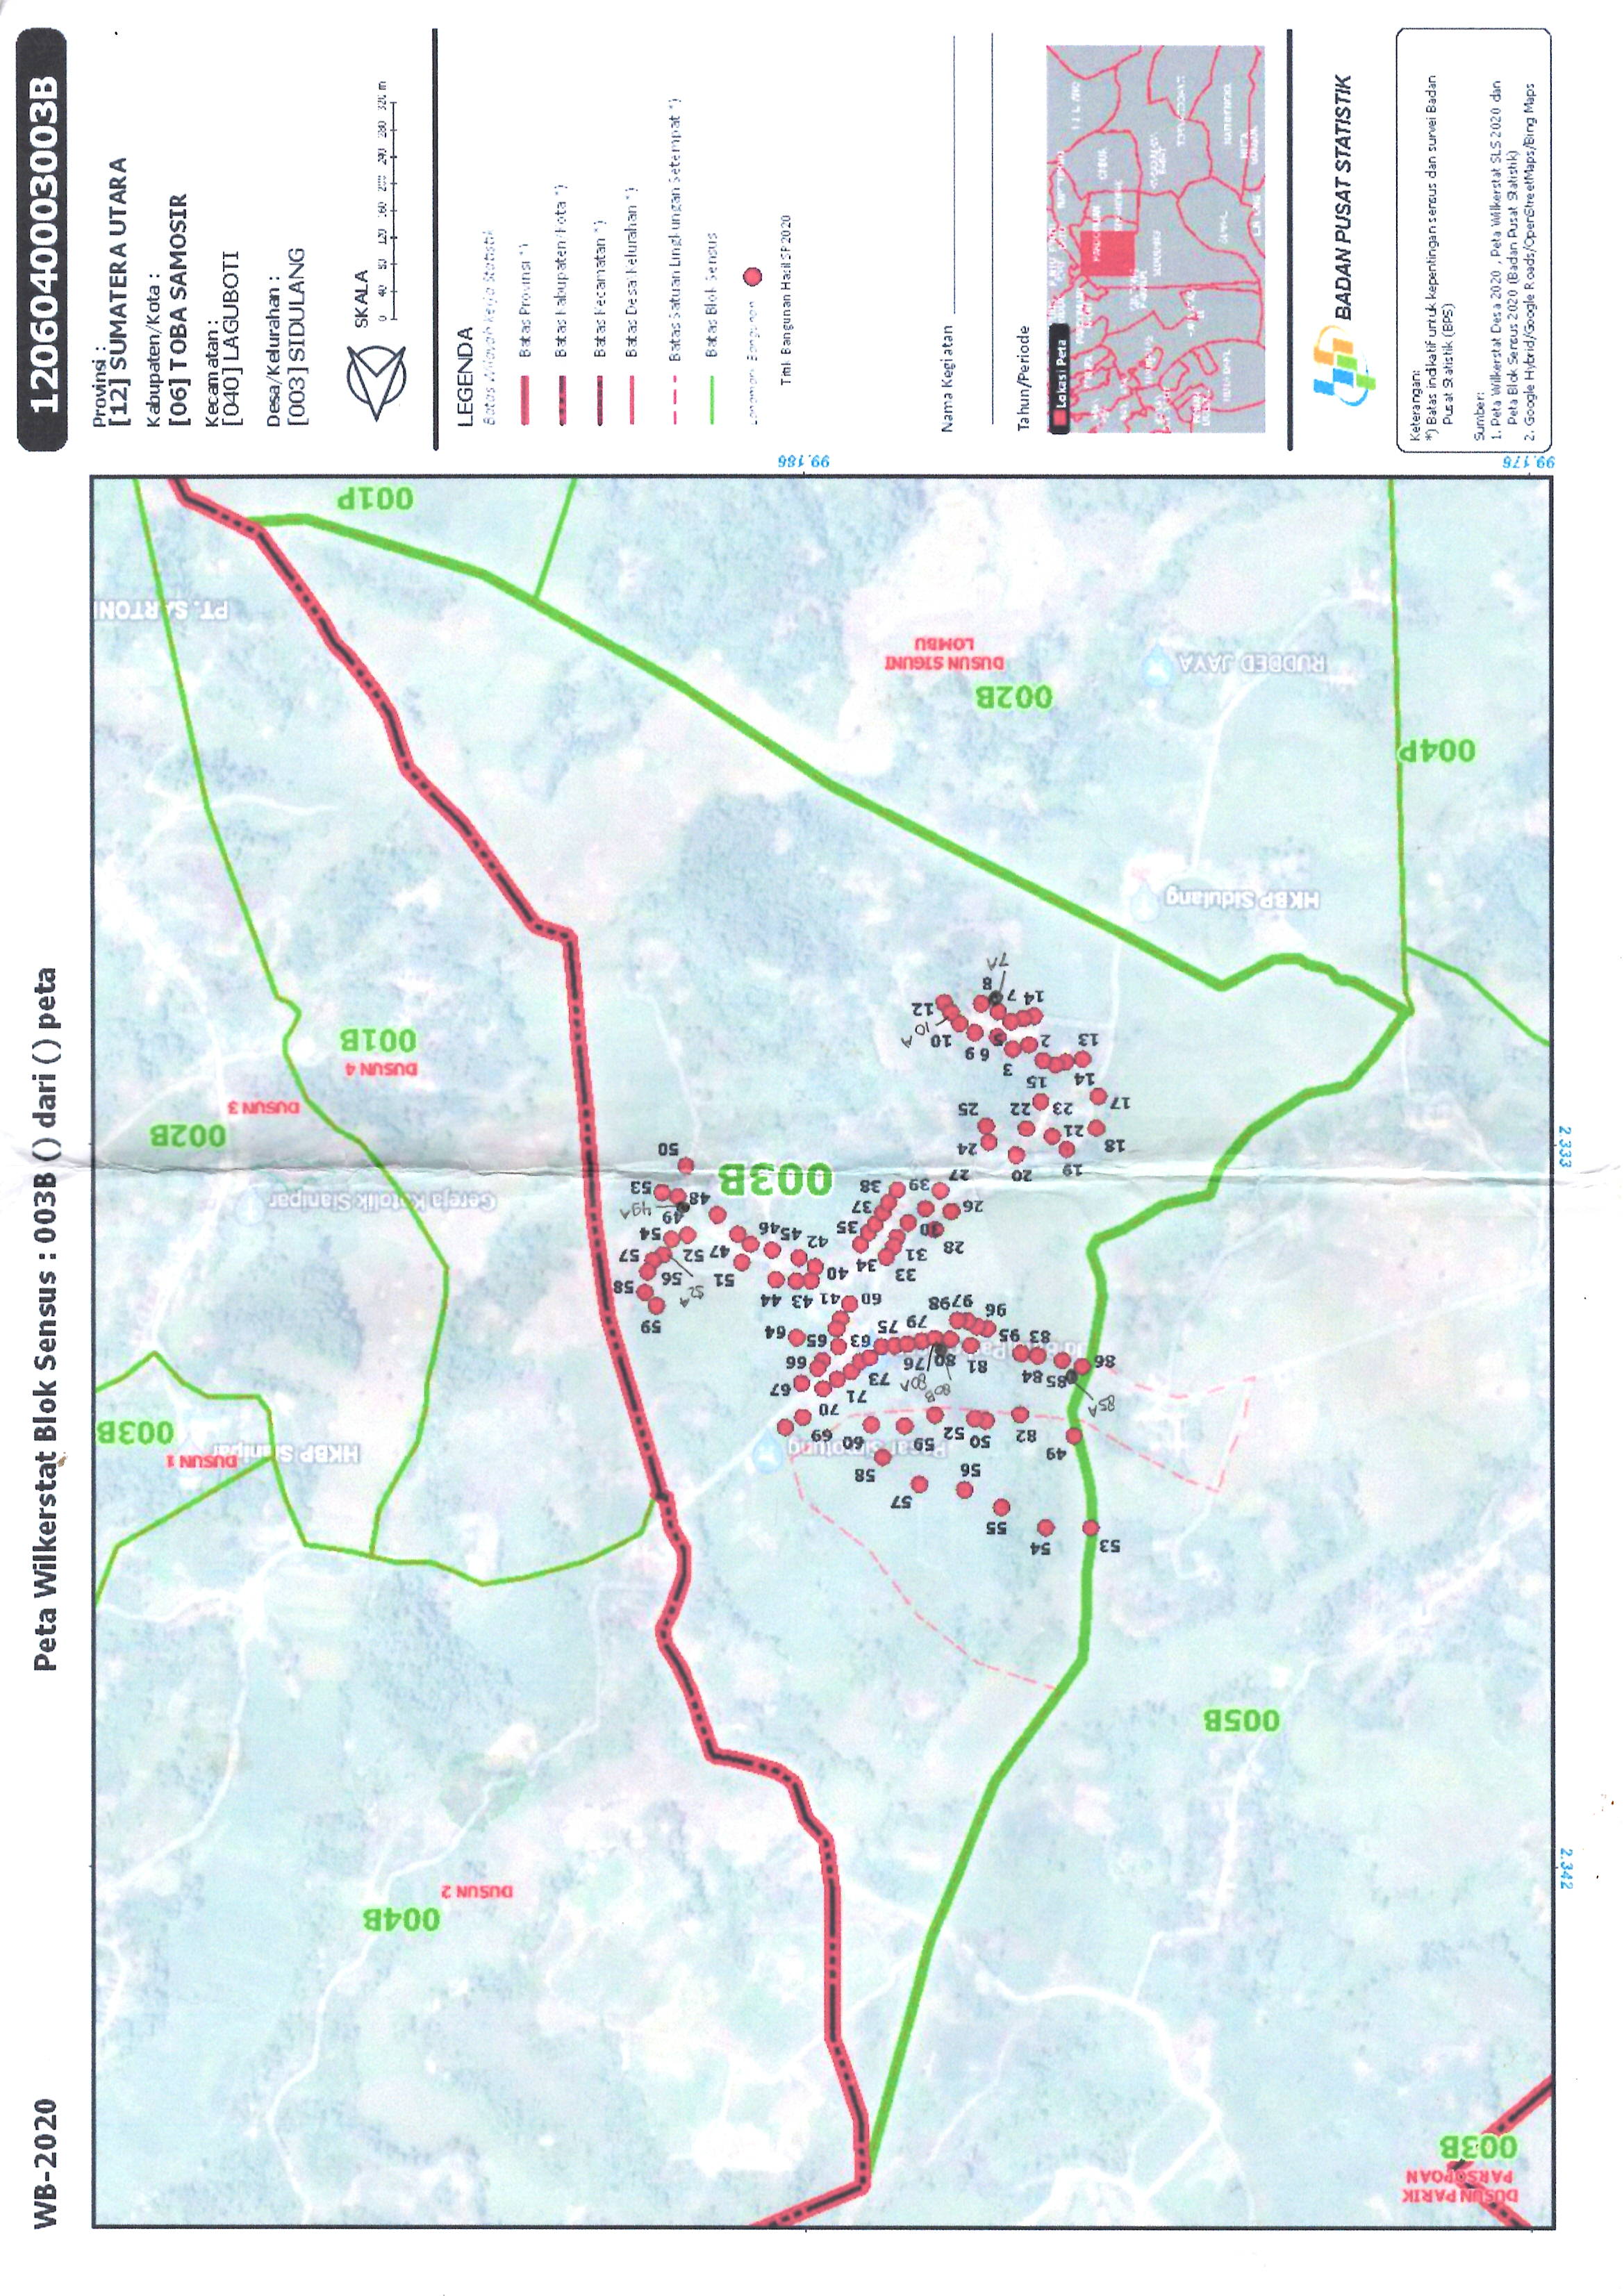 WB-2020
Peta Wilkerstat Blok Sensus : 003B () dari () peta
1206040003003B
Provinsi :
[12] SUMATERA UTARA
Kabupaten/Kota :
[06] TOBA SAMOSIR
Kecamatan :
[040] LAGUBOTI
Desa/Kelurahan :
[003] SIDULANG
SKALA
0 40 80 120 160 200 240 280 320 m
LEGENDA
Batas Wilayah Kerja Statistik
Batas Provinsi *)
Batas Kabupaten/Kota *)
Batas Kecamatan *)
Batas Desa/Kelurahan *)
Batas Satuan Lingkungan Setempat *)
Batas Blok Sensus
Titik Bangunan Hasil SP2020
Nama Kegiatan
Tahun/Periode
Lokasi Peta
BADAN PUSAT STATISTIK
Keterangan:
*) Batas indikatif untuk kepentingan sensus dan survei Badan
Pusat Statistik (BPS)
Sumber:
1. Peta Wilkerstat Desa 2020, Peta Wilkerstat SLS 2020 dan
Peta Blok Sensus 2020 (Badan Pusat Statistik)
2. Google Hybrid/Google Roads/OpenStreetMaps/Bing Maps
DUSUN PARIK
PARSOPOAN
003B
004B
DUSUN 2
2.342
005B
53
54
55
57
56
58
Pasar Simotung
HKBP Sianipar
DUSUN 1
003B
49
82
50
52
59
60
69
70
85A
80B
80A
71
67
85
84
73
86
81
80
76
66
83
95
79
75
63
65
64
96
97
98
60
41
43
44
59
52A
58
33
34
40
51
56
57
28
31
42
47
52
30
35
45
46
54
26
37
49
49A
39
38
48
53
27
003B
50
Gereja Katolik Sianipar
2.333
19
20
24
18
21
25
002B
17
23
22
DUSUN 3
14
15
3
DUSUN 4
13
2
5
6
9
10
10A
001B
14
7
8
12
7A
HKBP Sidulang
004P
002B
RUDBED JAYA
DUSUN SIGUNI
LOMBU
PT. SARTONI
001P
99.176
99.186